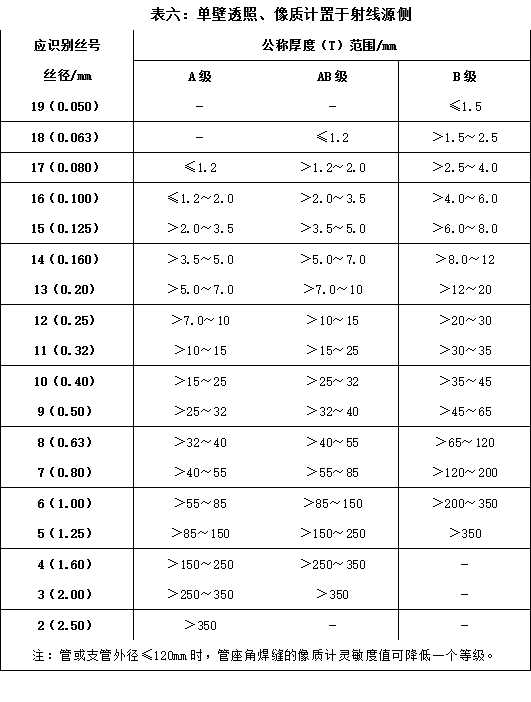 表六：单壁透照、像质计置于射线源侧
应识别丝号 公称厚度（T）范围/mm
丝径/mm A级 AB级 B级
19（0.050） － － ≤1.5
18（0.063） － ≤1.2 ＞1.5～2.5
17（0.080） ≤1.2 ＞1.2～2.0 ＞2.5～4.0
16（0.100） ≤1.2～2.0 ＞2.0～3.5 ＞4.0～6.0
15（0.125） ＞2.0～3.5 ＞3.5～5.0 ＞6.0～8.0
14（0.160） ＞3.5～5.0 ＞5.0～7.0 ＞8.0～12
13（0.20） ＞5.0～7.0 ＞7.0～10 ＞12～20
12（0.25） ＞7.0～10 ＞10～15 ＞20～30
11（0.32） ＞10～15 ＞15～25 ＞30～35
10（0.40） ＞15～25 ＞25～32 ＞35～45
9（0.50） ＞25～32 ＞32～40 ＞45～65
8（0.63） ＞32～40 ＞40～55 ＞65～120
7（0.80） ＞40～55 ＞55～85 ＞120～200
6（1.00） ＞55～85 ＞85～150 ＞200～350
5（1.25） ＞85～150 ＞150～250 ＞350
4（1.60） ＞150～250 ＞250～350 －
3（2.00） ＞250～350 ＞350 －
2（2.50） ＞350 － －
注：管或支管外径≤120mm时，管座角焊缝的像质计灵敏度值可降低一个等级。